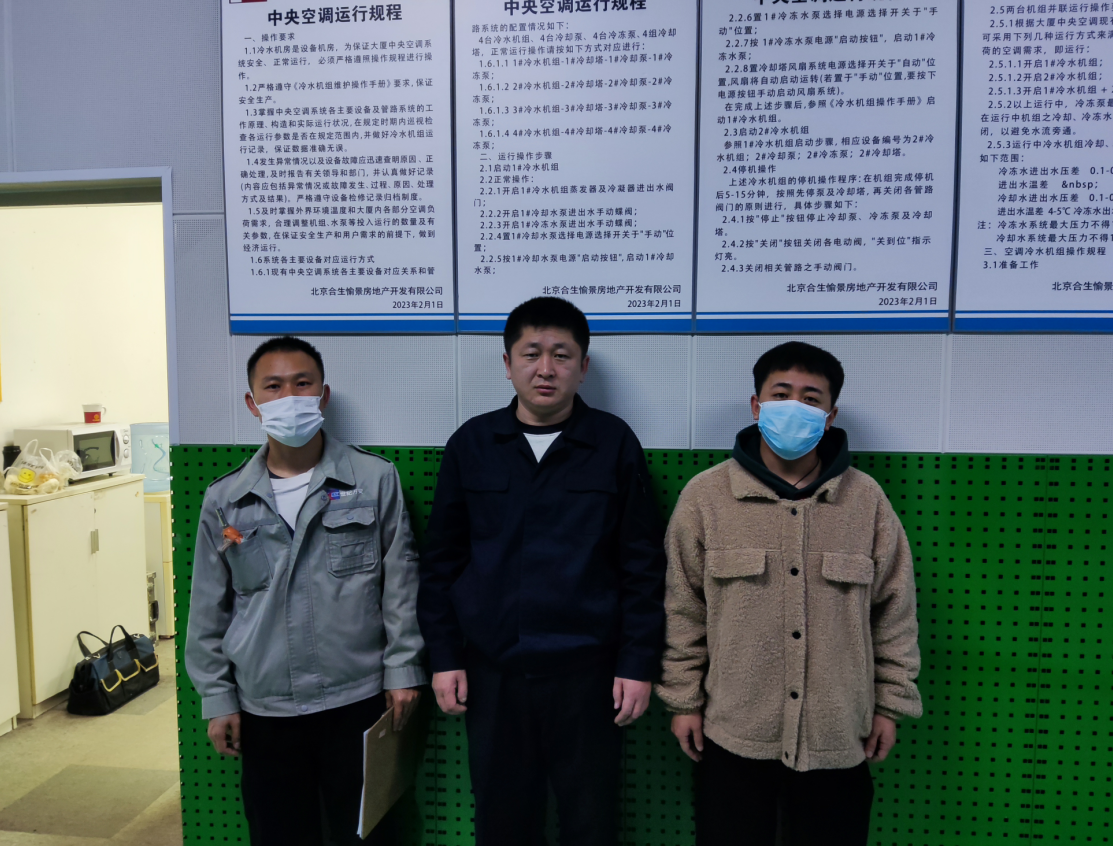 中央空调运行规程
一、操作要求
1.1冷水机房是设备机房，为保证大厦中央空调系
统安全、正常运行， 必须严格遵照操作规程进行操
作。
1.2严格遵守《冷水机组维护操作手册》要求，保证
安全生产。
1.3掌握中央空调系统各主要设备及管路系统的工
作原理、构造和实际运行状况，在规定时期内巡视检
查各运行参数是否在规定范围内，并做好冷水机组运
行记录，保证数据准确无误。
1.4发生异常情况以及设备故障应迅速查明原因、正
确处理，及时报告有关领导和部门，并认真做好记录
(内容应包括异常情况或故障发生、过程、原因、处理
方式及结果)。严格遵守设备检修记录归档制度。
1.5及时掌握外界环境温度和大厦内各部分空调负
荷需求，合理调整机组、水泵等投入运行的数量及有
关参数，在保证安全生产和用户需求的前提下，做到
经济运行。
1.6系统各主要设备对应运行方式
1.6.1现有中央空调系统各主要设备对应关系和管
北京合生愉景房地产开发有限公司
2023年2月1日
中央空调运行规程
路系统的配置情况如下：
4台冷水机组、4台冷却泵、4台冷冻泵、4组冷却
塔，正常运行操作请按如下方式对应进行：
1.6.1.1 1#冷水机组-1#冷却塔-1#冷却泵-1#冷
冻泵；
1.6.1.2 2#冷水机组-2#冷却塔-2#冷却泵-2#冷
冻泵；
1.6.1.3 3#冷水机组-3#冷却塔-3#冷却泵-3#冷
冻泵；
1.6.1.4 4#冷水机组-4#冷却塔-4#冷却泵-4#冷
冻泵；
二、运行操作步骤
2.1启动1#冷水机组
2.2正常操作：
2.2.1开启1#冷水机组蒸发器及冷凝器进出水阀
门；
2.2.2开启1#冷却水泵进出水手动蝶阀；
2.2.3开启1#冷冻水泵进出水手动蝶阀；
2.2.4置1#冷却水泵选择电源选择开关于“手动”位
置；
2.2.5按1#冷却水泵电源“启动按钮”，启动1#冷却
水泵；
北京合生愉景房地产开发有限公司
2023年2月1日
中央空调运行规程
2.2.6置1#冷冻水泵选择电源选择开关于“手
动”位置；
2.2.7按 1#冷冻水泵电源“启动按钮”，启动1#冷
冻水泵；
2.2.8置冷却塔风扇系统电源选择开关于“自动”位
置，风扇将自动启动运转(若置于“手动”位置，要按下
电源按钮手动启动风扇系统)。
在完成上述步骤后，参照《冷水机组操作手册》启
动1#冷水机组。
2.3启动2#冷水机组
参照1#冷水机组启动步骤，相应设备编号为2#冷
水机组；2#冷却泵；2#冷冻泵；2#冷却塔。
2.4停机操作
上述冷水机组的停机操作程序：在机组完成停机
后5-15分钟，按照先停泵及冷却塔，再关闭各管路
阀门的原则进行，具体步骤如下：
2.4.1按“停止”按钮停止冷却泵、冷冻泵及冷却
塔。
2.4.2按“关闭”按钮关闭各电动阀，“关到位”指示
灯亮。
2.4.3关闭相关管路之手动阀门。
北京合生愉景房地产开发有限公司
2023年2月1日
2.5两台机组并联运行操作
2.5.1根据大厦中央空调现
可采用下列几种运行方式来满
荷的空调需求，即运行：
2.5.1.1开启1#冷水机组；
2.5.1.2开启2#冷水机组；
2.5.1.3开启1#冷水机组 +
2.5.2以上运行中，冷冻泵最
在运行中机组之冷却、冷冻水
闭，以避免水流旁通。
2.5.3运行中冷水机组冷却、
如下范围：
冷冻水进出水压差 0.1-0
进出水温差 &nbsp;
冷却水进出水压差 0.1-0
进出水温差 4-5℃ 冷冻水出
注：冷冻水系统最大压力不得
冷却水系统最大压力不得
三、空调冷水机组操作规程
3.1准备工作
北京合生愉景